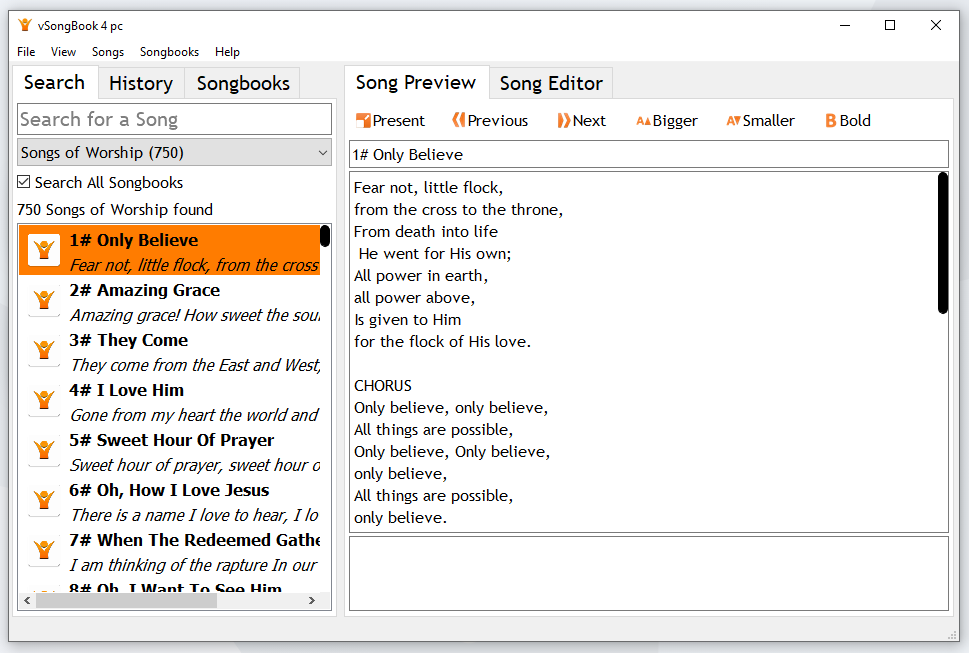 vSongBook 4 pc
File View Songs Songbooks Help
Search History Songbooks
Search for a Song
Songs of Worship (750)
Search All Songbooks
750 Songs of Worship found
1# Only Believe
Fear not, little flock, from the cross
2# Amazing Grace
Amazing grace! How sweet the sou
3# They Come
They come from the East and West,
4# I Love Him
Gone from my heart the world and
5# Sweet Hour Of Prayer
Sweet hour of prayer, sweet hour o
6# Oh, How I Love Jesus
There is a name I love to hear, I lo
7# When The Redeemed Gathe
I am thinking of the rapture In our
8# Oh, I Want To See Him
Song Preview Song Editor
Present Previous Next Bigger Smaller B Bold
1# Only Believe
Fear not, little flock,
from the cross to the throne,
From death into life
He went for His own;
All power in earth,
all power above,
Is given to Him
for the flock of His love.
CHORUS
Only believe, only believe,
All things are possible,
Only believe, Only believe,
only believe,
All things are possible,
only believe.